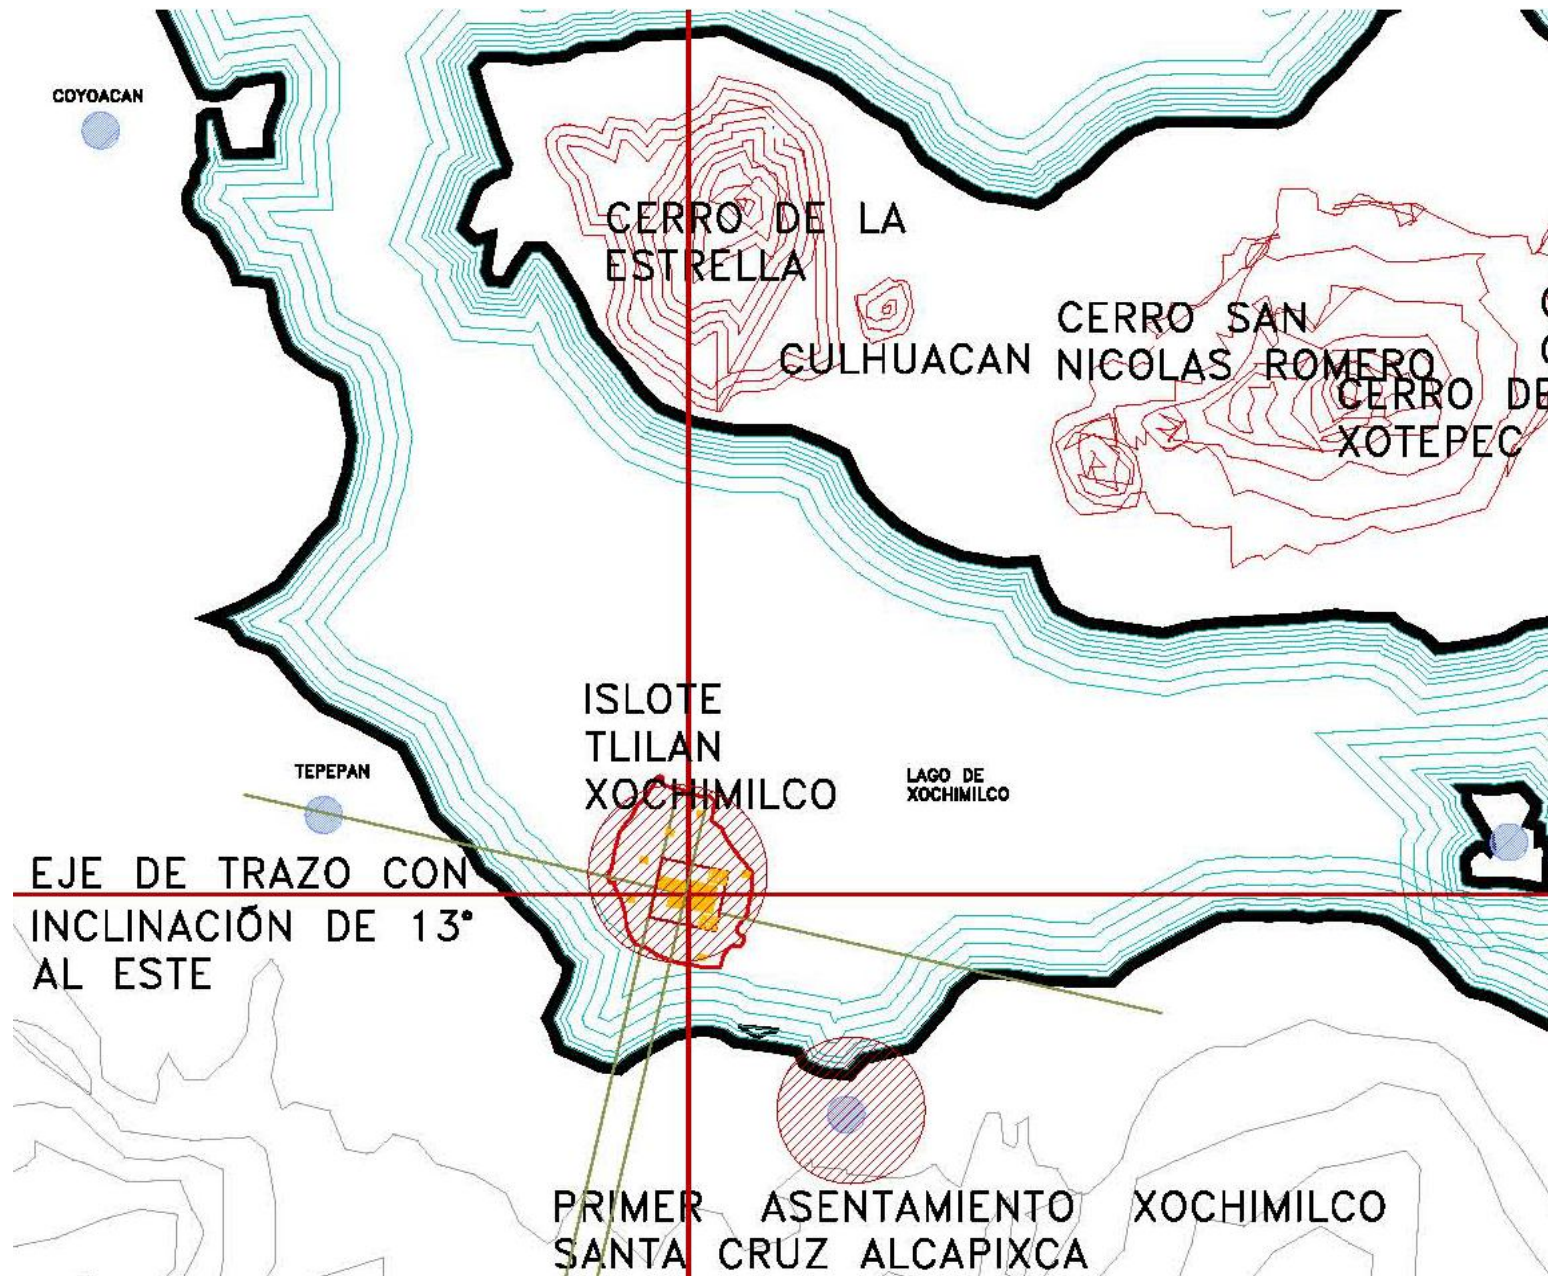 COYOACAN
CERRO DE LA
ESTRELLA
CULHUACAN
CERRO SAN
NICOLAS ROMERO
CERRO DE
XOTEPEC
ISLOTE
TLILAN
XOCHIMILCO
LAGO DE
XOCHIMILCO
TEPEPAN
EJE DE TRAZO CON
INCLINACIÓN DE 13°
AL ESTE
PRIMER ASENTAMIENTO XOCHIMILCO
SANTA CRUZ ALCAPIXCA